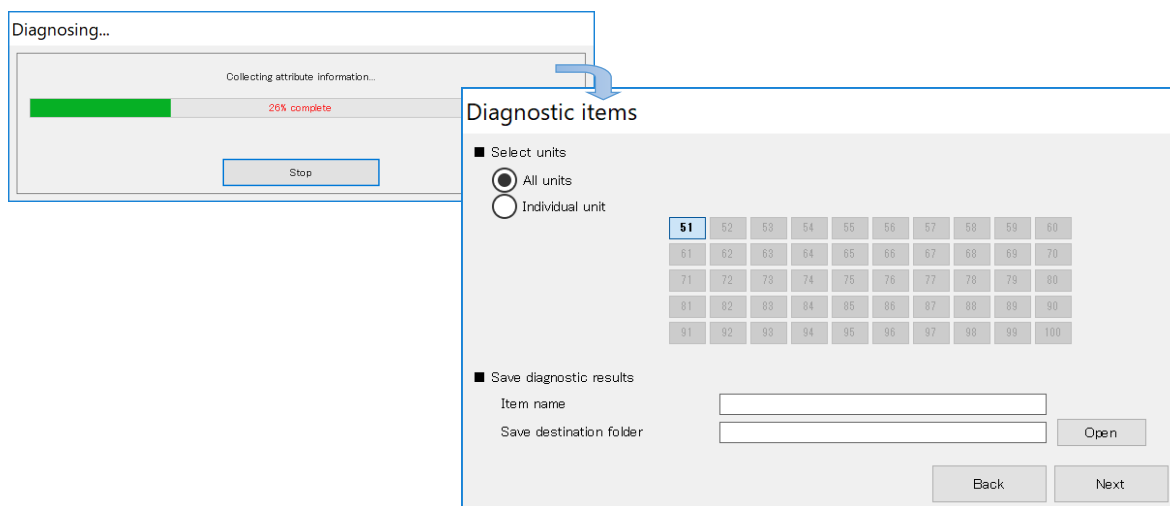 Diagnosing...
Collecting attribute information...
26% complete
Stop
Diagnostic items
■ Select units
All units
Individual unit
51 52 53 54 55 56 57 58 59 60
61 62 63 64 65 66 67 68 69 70
71 72 73 74 75 76 77 78 79 80
81 82 83 84 85 86 87 88 89 90
91 92 93 94 95 96 97 98 99 100
■ Save diagnostic results
Item name
Save destination folder Open
Back Next